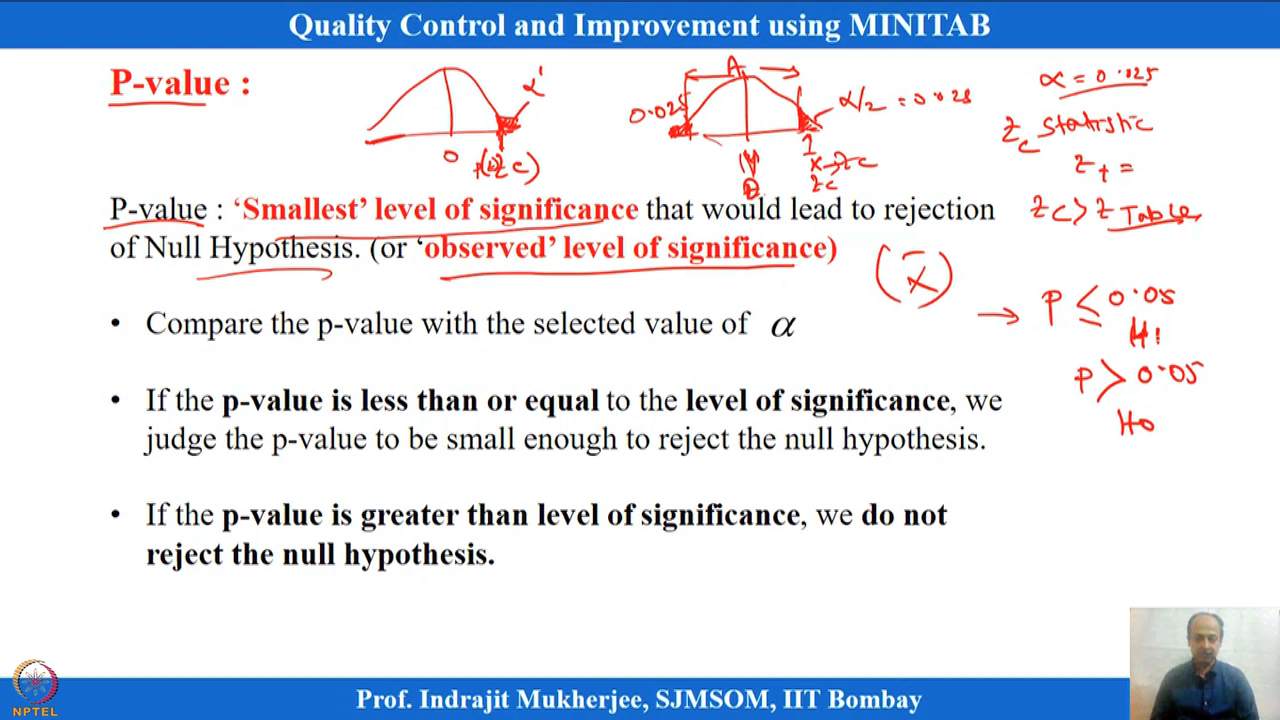 Quality Control and Improvement using MINITAB
P-value :
0
α'
A
0.025
α/2 = 0.025
zc
α = 0.025
Zc Statistic
Zt =
Zc > Z Table
P-value : ‘Smallest’ level of significance that would lead to rejection
of Null Hypothesis. (or ‘observed’ level of significance)
(x̄)
→ P ≤ 0.05
H1
P > 0.05
H0
• Compare the p-value with the selected value of α
• If the p-value is less than or equal to the level of significance, we
judge the p-value to be small enough to reject the null hypothesis.
• If the p-value is greater than level of significance, we do not
reject the null hypothesis.
NPTEL
Prof. Indrajit Mukherjee, SJMSOM, IIT Bombay